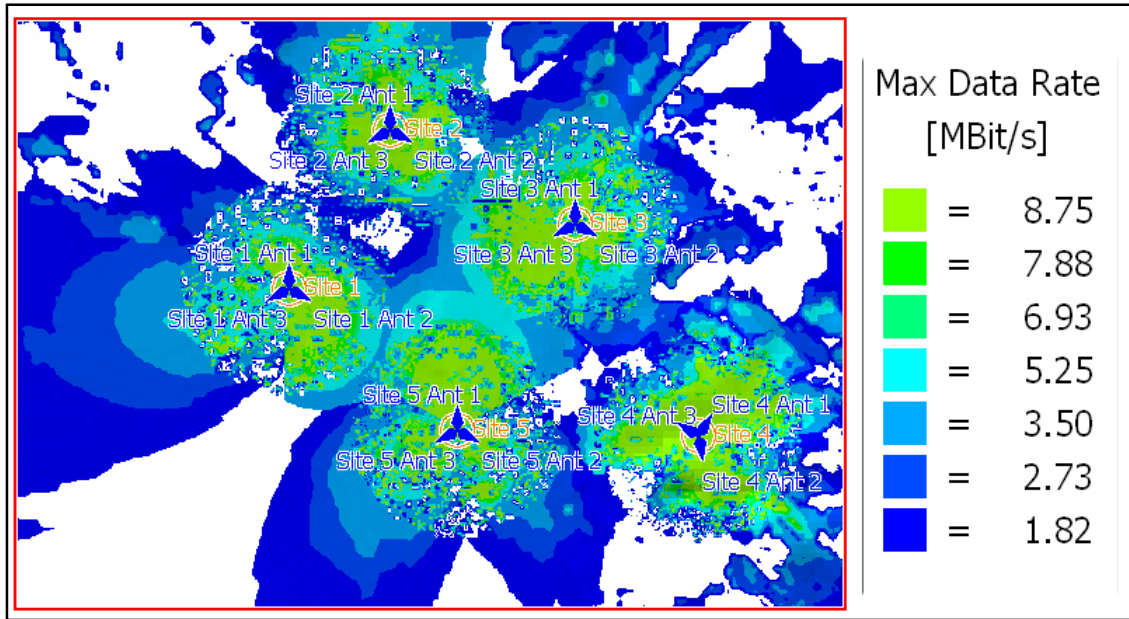 Site 2 Ant 1
Site 2
Site 2 Ant 3
Site 2 Ant 2
Site 3 Ant 1
Site 3
Site 3 Ant 3
Site 3 Ant 2
Site 1 Ant 1
Site 1
Site 1 Ant 3
Site 1 Ant 2
Site 5 Ant 1
Site 5
Site 5 Ant 3
Site 5 Ant 2
Site 4 Ant 3
Site 4 Ant 1
Site 4
Site 4 Ant 2
Max Data Rate
[MBit/s]
= 8.75
= 7.88
= 6.93
= 5.25
= 3.50
= 2.73
= 1.82